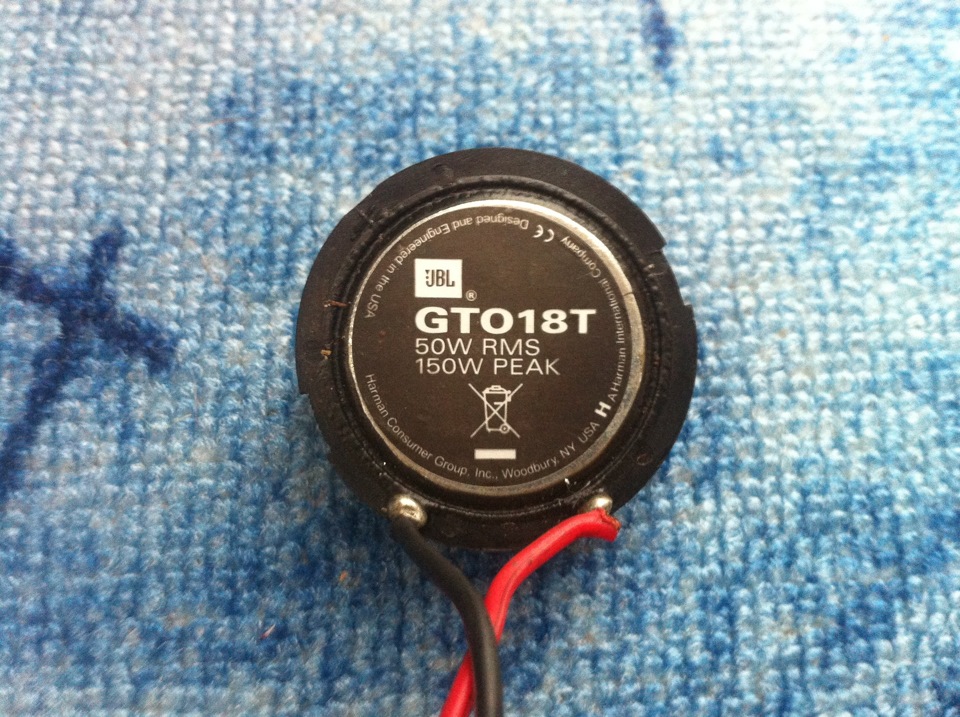 JBL
®
GTO18T
50W RMS
150W PEAK
Harman Consumer Group, Inc., Woodbury, NY USA H A Harman International Company CE Designed and Engineered in the USA